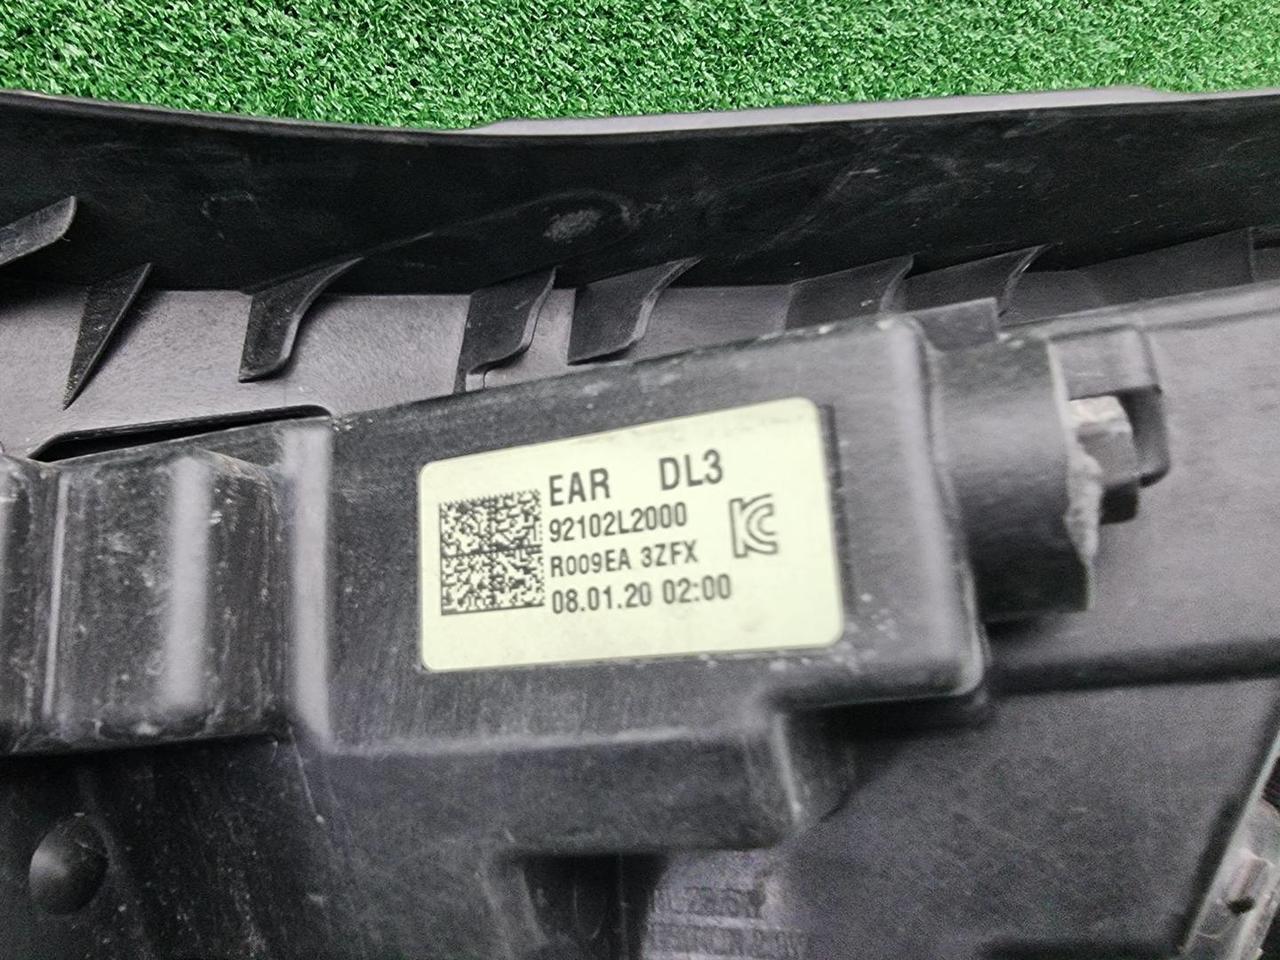 EAR DL3
92102L2000
R009EA 3ZFX
08.01.20 02:00